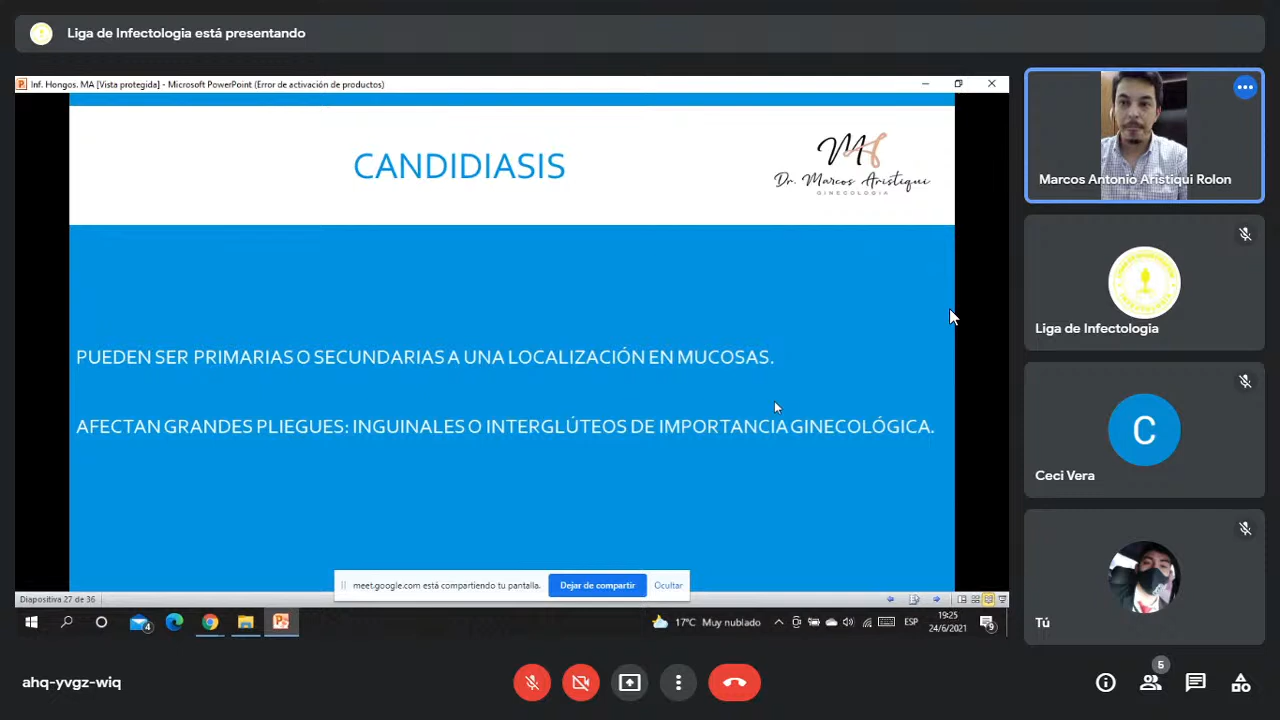 Liga de Infectologia está presentando
Inf. Hongos. MA [Vista protegida] - Microsoft PowerPoint (Error de activación de productos)
CANDIDIASIS
MA
Dr. Marcos Aristiqui
GINECOLOGIA
PUEDEN SER PRIMARIAS O SECUNDARIAS A UNA LOCALIZACIÓN EN MUCOSAS.
AFECTAN GRANDES PLIEGUES: INGUINALES O INTERGLÚTEOS DE IMPORTANCIA GINECOLÓGICA.
meet.google.com está compartiendo tu pantalla.
Dejar de compartir
Ocultar
Diapositiva 27 de 36
4
17°C Muy nublado
ESP
19:25
24/6/2021
9
Marcos Antonio Aristiqui Rolon
Liga de Infectologia
C
Ceci Vera
Tú
ahq-yvgz-wiq
5